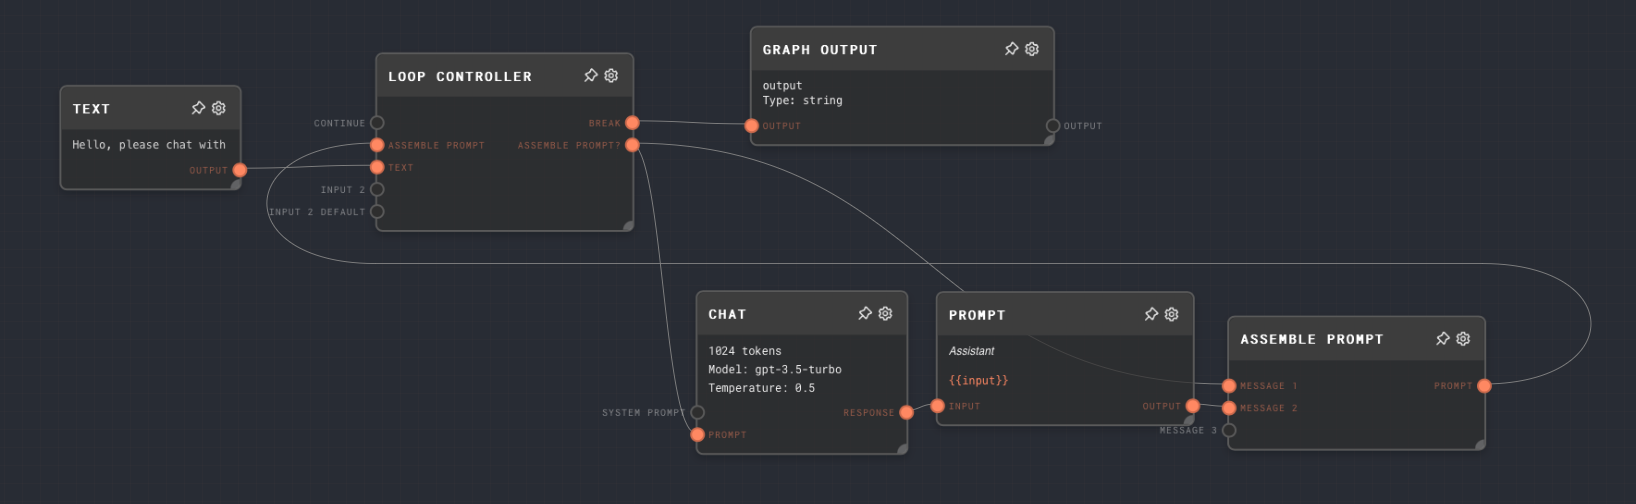 TEXT
Hello, please chat with
OUTPUT
LOOP CONTROLLER
CONTINUE
BREAK
ASSEMBLE PROMPT
ASSEMBLE PROMPT?
TEXT
INPUT 2
INPUT 2 DEFAULT
GRAPH OUTPUT
output
Type: string
OUTPUT
OUTPUT
CHAT
1024 tokens
Model: gpt-3.5-turbo
Temperature: 0.5
SYSTEM PROMPT
RESPONSE
PROMPT
PROMPT
Assistant
{{input}}
INPUT
OUTPUT
ASSEMBLE PROMPT
MESSAGE 1
PROMPT
MESSAGE 2
MESSAGE 3